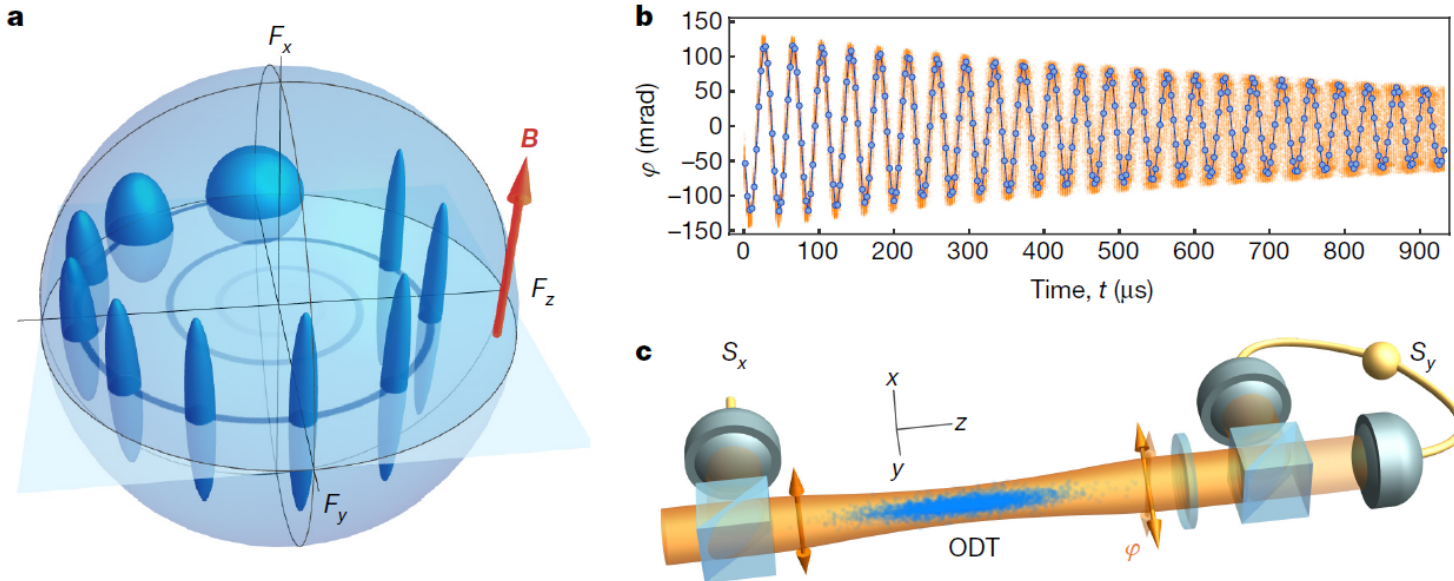 a
F_x
B
F_z
F_y
b
φ (mrad)
150
100
50
0
−50
−100
−150
0 100 200 300 400 500 600 700 800 900
Time, t (μs)
c
S_x
x
z
y
ODT
φ
S_y